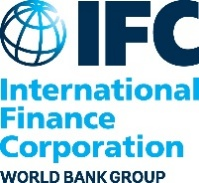 IFC
International
Finance
Corporation
WORLD BANK GROUP